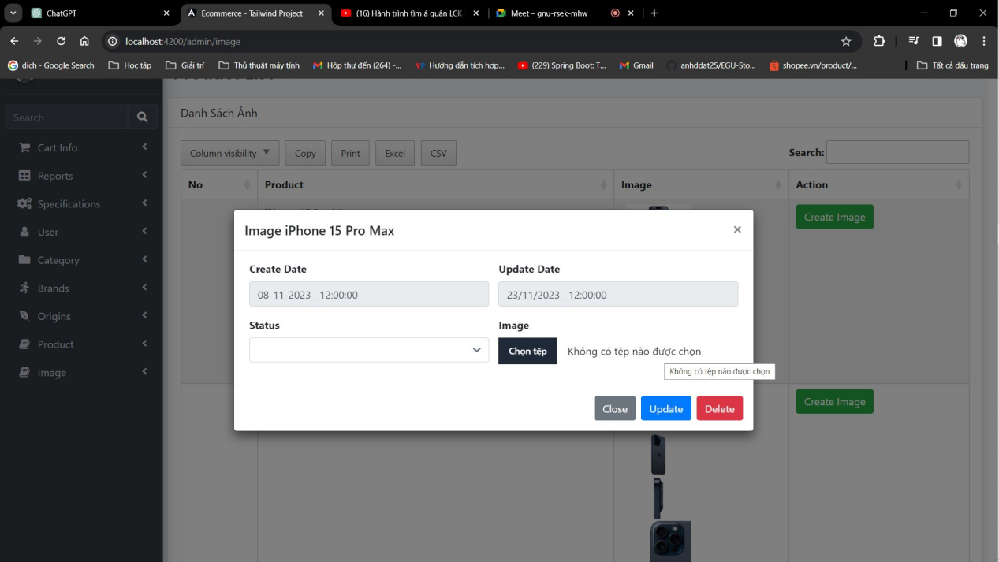 ChatGPT
Ecommerce - Tailwind Project
(16) Hành trình tìm á quân LCK
Meet – gnu-rsek-mhw
localhost:4200/admin/image
dịch - Google Search
Học tập
Giải trí
Thủ thuật máy tính
Hộp thư đến (264) -...
Hướng dẫn tích hợp...
(229) Spring Boot: T...
Gmail
anhddat25/EGU-Sto...
shopee.vn/product/...
Tất cả dấu trang
Danh Sách Ảnh
Search
Column visibility
Copy
Print
Excel
CSV
Search:
Cart Info
Reports
Specifications
User
Category
Brands
Origins
Product
Image
No
Product
Image
Action
Create Image
Image iPhone 15 Pro Max
×
Create Date
Update Date
08-11-2023__12:00:00
23/11/2023__12:00:00
Status
Image
Chọn tệp
Không có tệp nào được chọn
Không có tệp nào được chọn
Close
Update
Delete
Create Image